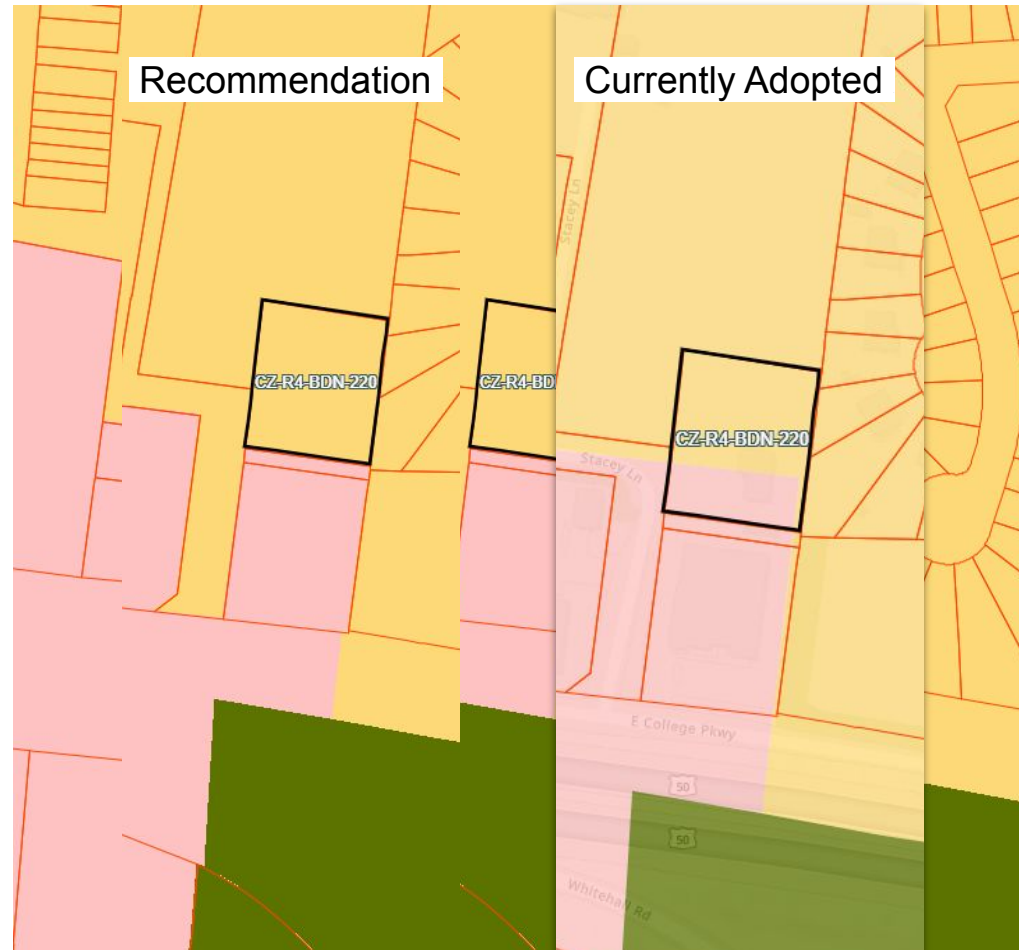 Recommendation
Currently Adopted
Stacey Ln
CZ-R4-BDN-220
CZ-R4-BD
CZ-R4-BDN-220
Stacey Ln
E College Pkwy
50
50
Whitehall Rd